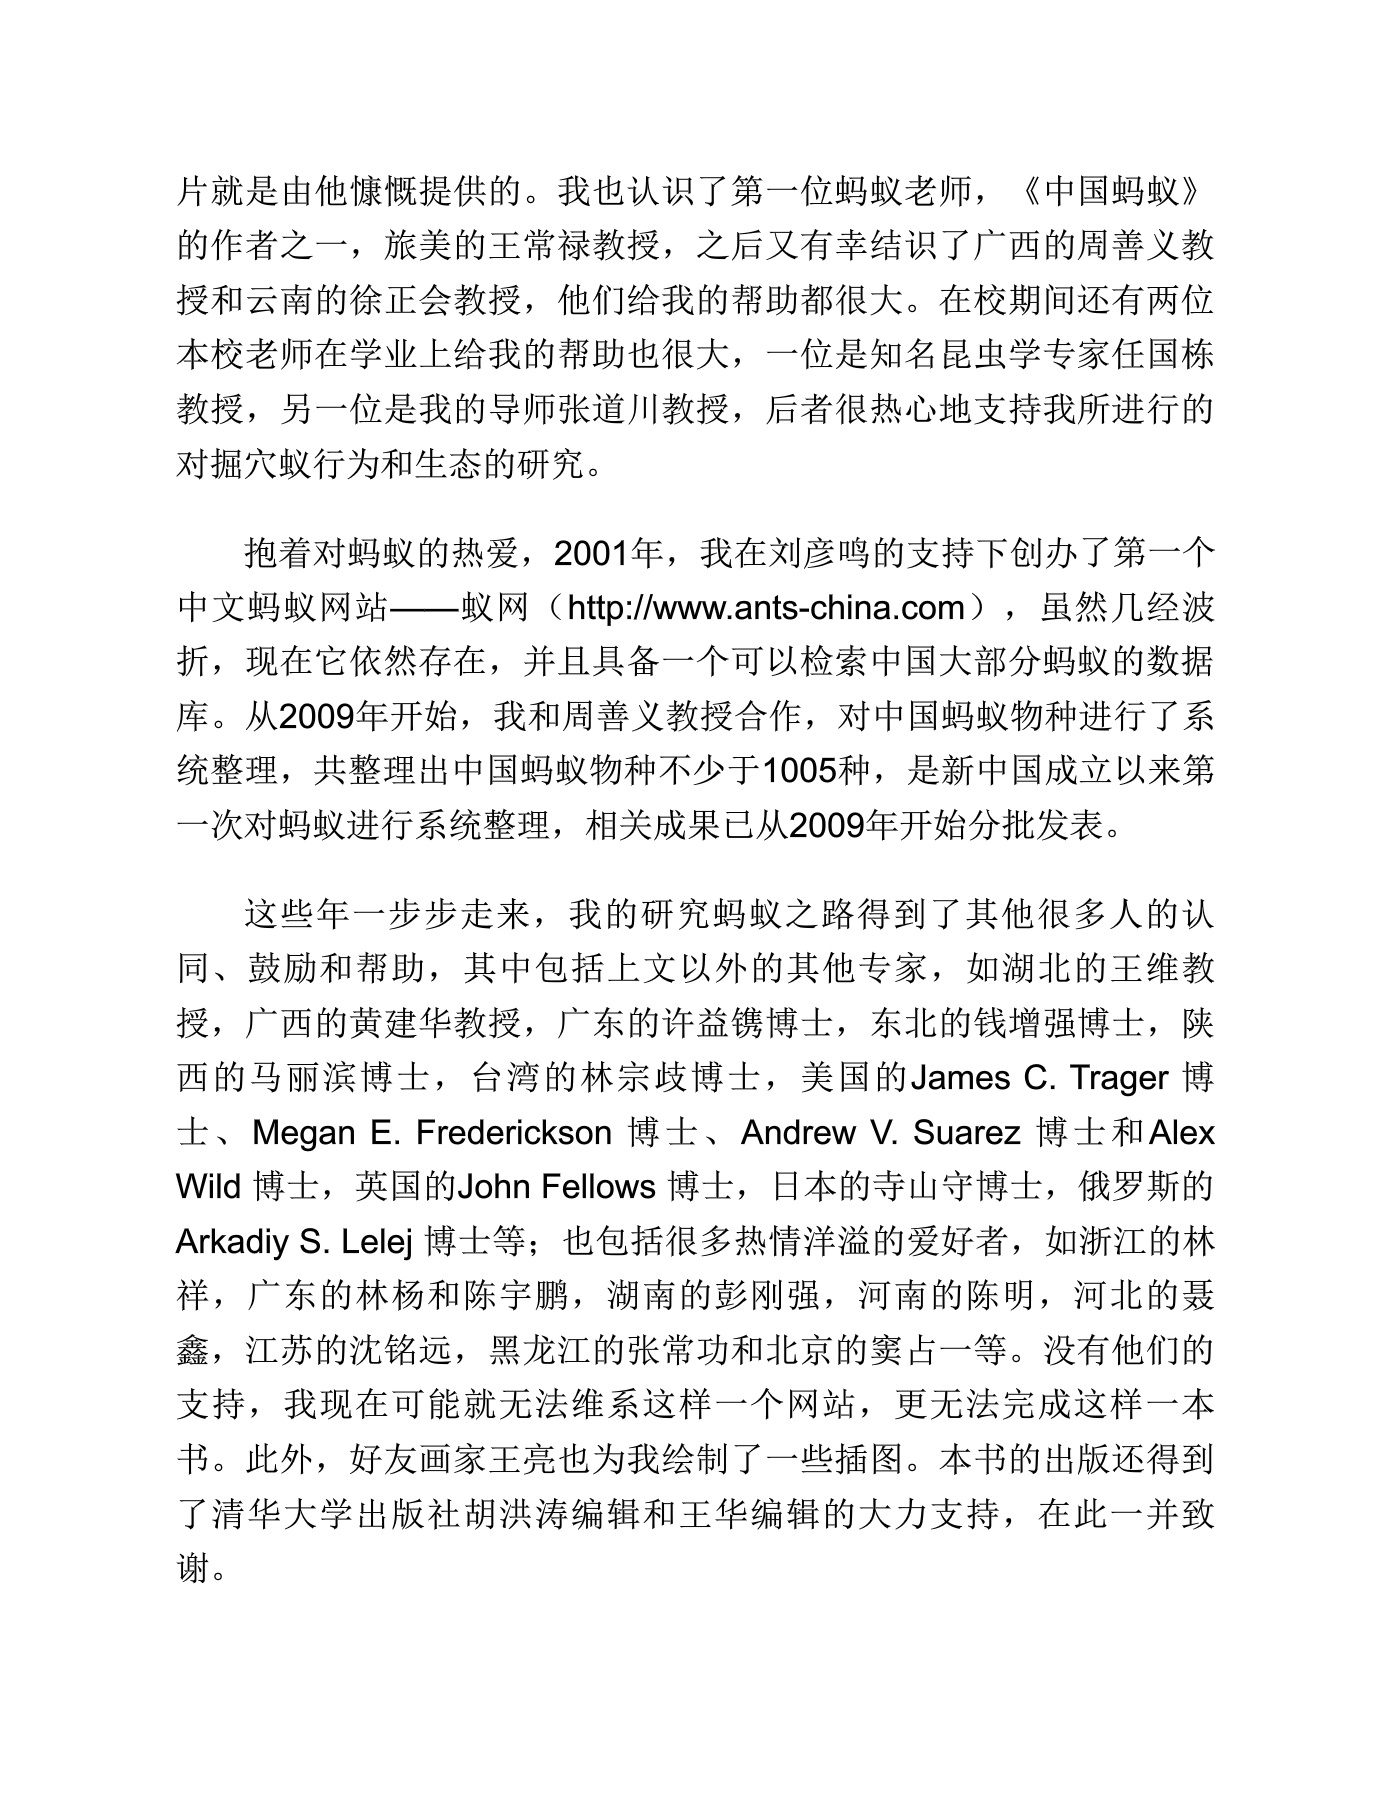 片就是由他慷慨提供的。我也认识了第一位蚂蚁老师，《中国蚂蚁》
的作者之一，旅美的王常禄教授，之后又有幸结识了广西的周善义教
授和云南的徐正会教授，他们给我的帮助都很大。在校期间还有两位
本校老师在学业上给我的帮助也很大，一位是知名昆虫学专家任国栋
教授，另一位是我的导师张道川教授，后者很热心地支持我所进行的
对掘穴蚁行为和生态的研究。
抱着对蚂蚁的热爱，2001年，我在刘彦鸣的支持下创办了第一个
中文蚂蚁网站——蚁网（http://www.ants-china.com），虽然几经波
折，现在它依然存在，并且具备一个可以检索中国大部分蚂蚁的数据
库。从2009年开始，我和周善义教授合作，对中国蚂蚁物种进行了系
统整理，共整理出中国蚂蚁物种不少于1005种，是新中国成立以来第
一次对蚂蚁进行系统整理，相关成果已从2009年开始分批发表。
这些年一步步走来，我的研究蚂蚁之路得到了其他很多人的认
同、鼓励和帮助，其中包括上文以外的其他专家，如湖北的王维教
授，广西的黄建华教授，广东的许益镌博士，东北的钱增强博士，陕
西的马丽滨博士，台湾的林宗歧博士，美国的James C. Trager 博
士、Megan E. Frederickson 博士、Andrew V. Suarez 博士和Alex
Wild 博士，英国的John Fellows 博士，日本的寺山守博士，俄罗斯的
Arkadiy S. Lelej 博士等；也包括很多热情洋溢的爱好者，如浙江的林
祥，广东的林杨和陈宇鹏，湖南的彭刚强，河南的陈明，河北的聂
鑫，江苏的沈铭远，黑龙江的张常功和北京的窦占一等。没有他们的
支持，我现在可能就无法维系这样一个网站，更无法完成这样一本
书。此外，好友画家王亮也为我绘制了一些插图。本书的出版还得到
了清华大学出版社胡洪涛编辑和王华编辑的大力支持，在此一并致
谢。